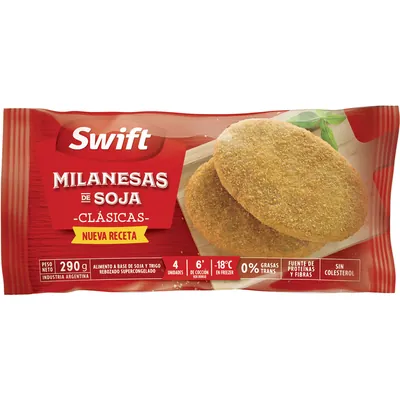 Swift
MILANESAS
DE SOJA
-CLÁSICAS-
NUEVA RECETA
PESO
NETO
290g
INDUSTRIA ARGENTINA
ALIMENTO A BASE DE SOJA Y TRIGO
REBOZADO SUPERCONGELADO
4
UNIDADES
6'
DE COCCIÓN
-18°C
EN FREEZER
0% GRASAS
TRANS
FUENTE DE
PROTEÍNAS
Y FIBRAS
SIN
COLESTEROL